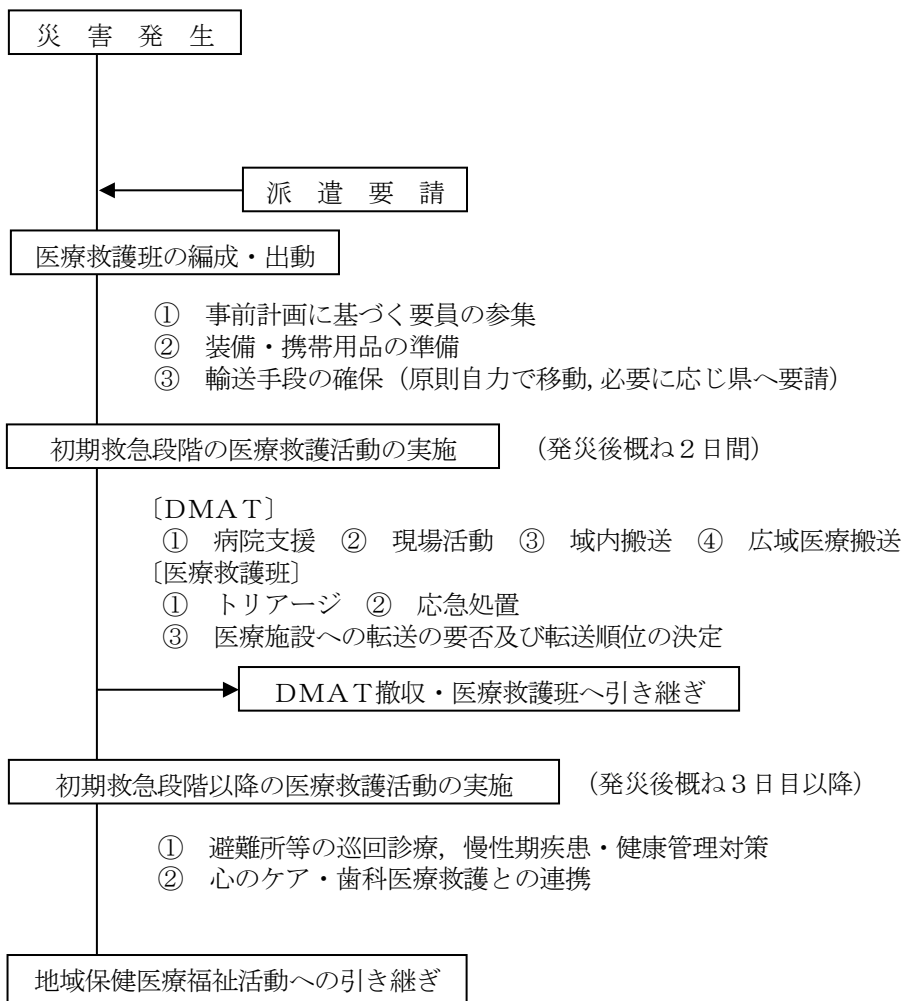 災 害 発 生
派 遣 要 請
医療救護班の編成・出動
① 事前計画に基づく要員の参集
② 装備・携帯用品の準備
③ 輸送手段の確保（原則自力で移動,必要に応じ県へ要請）
初期救急段階の医療救護活動の実施 （発災後概ね２日間）
〔ＤＭＡＴ〕
① 病院支援 ② 現場活動 ③ 域内搬送 ④ 広域医療搬送
〔医療救護班〕
① トリアージ ② 応急処置
③ 医療施設への転送の要否及び転送順位の決定
ＤＭＡＴ撤収・医療救護班へ引き継ぎ
初期救急段階以降の医療救護活動の実施 （発災後概ね３日目以降）
① 避難所等の巡回診療，慢性期疾患・健康管理対策
② 心のケア・歯科医療救護との連携
地域保健医療福祉活動への引き継ぎ